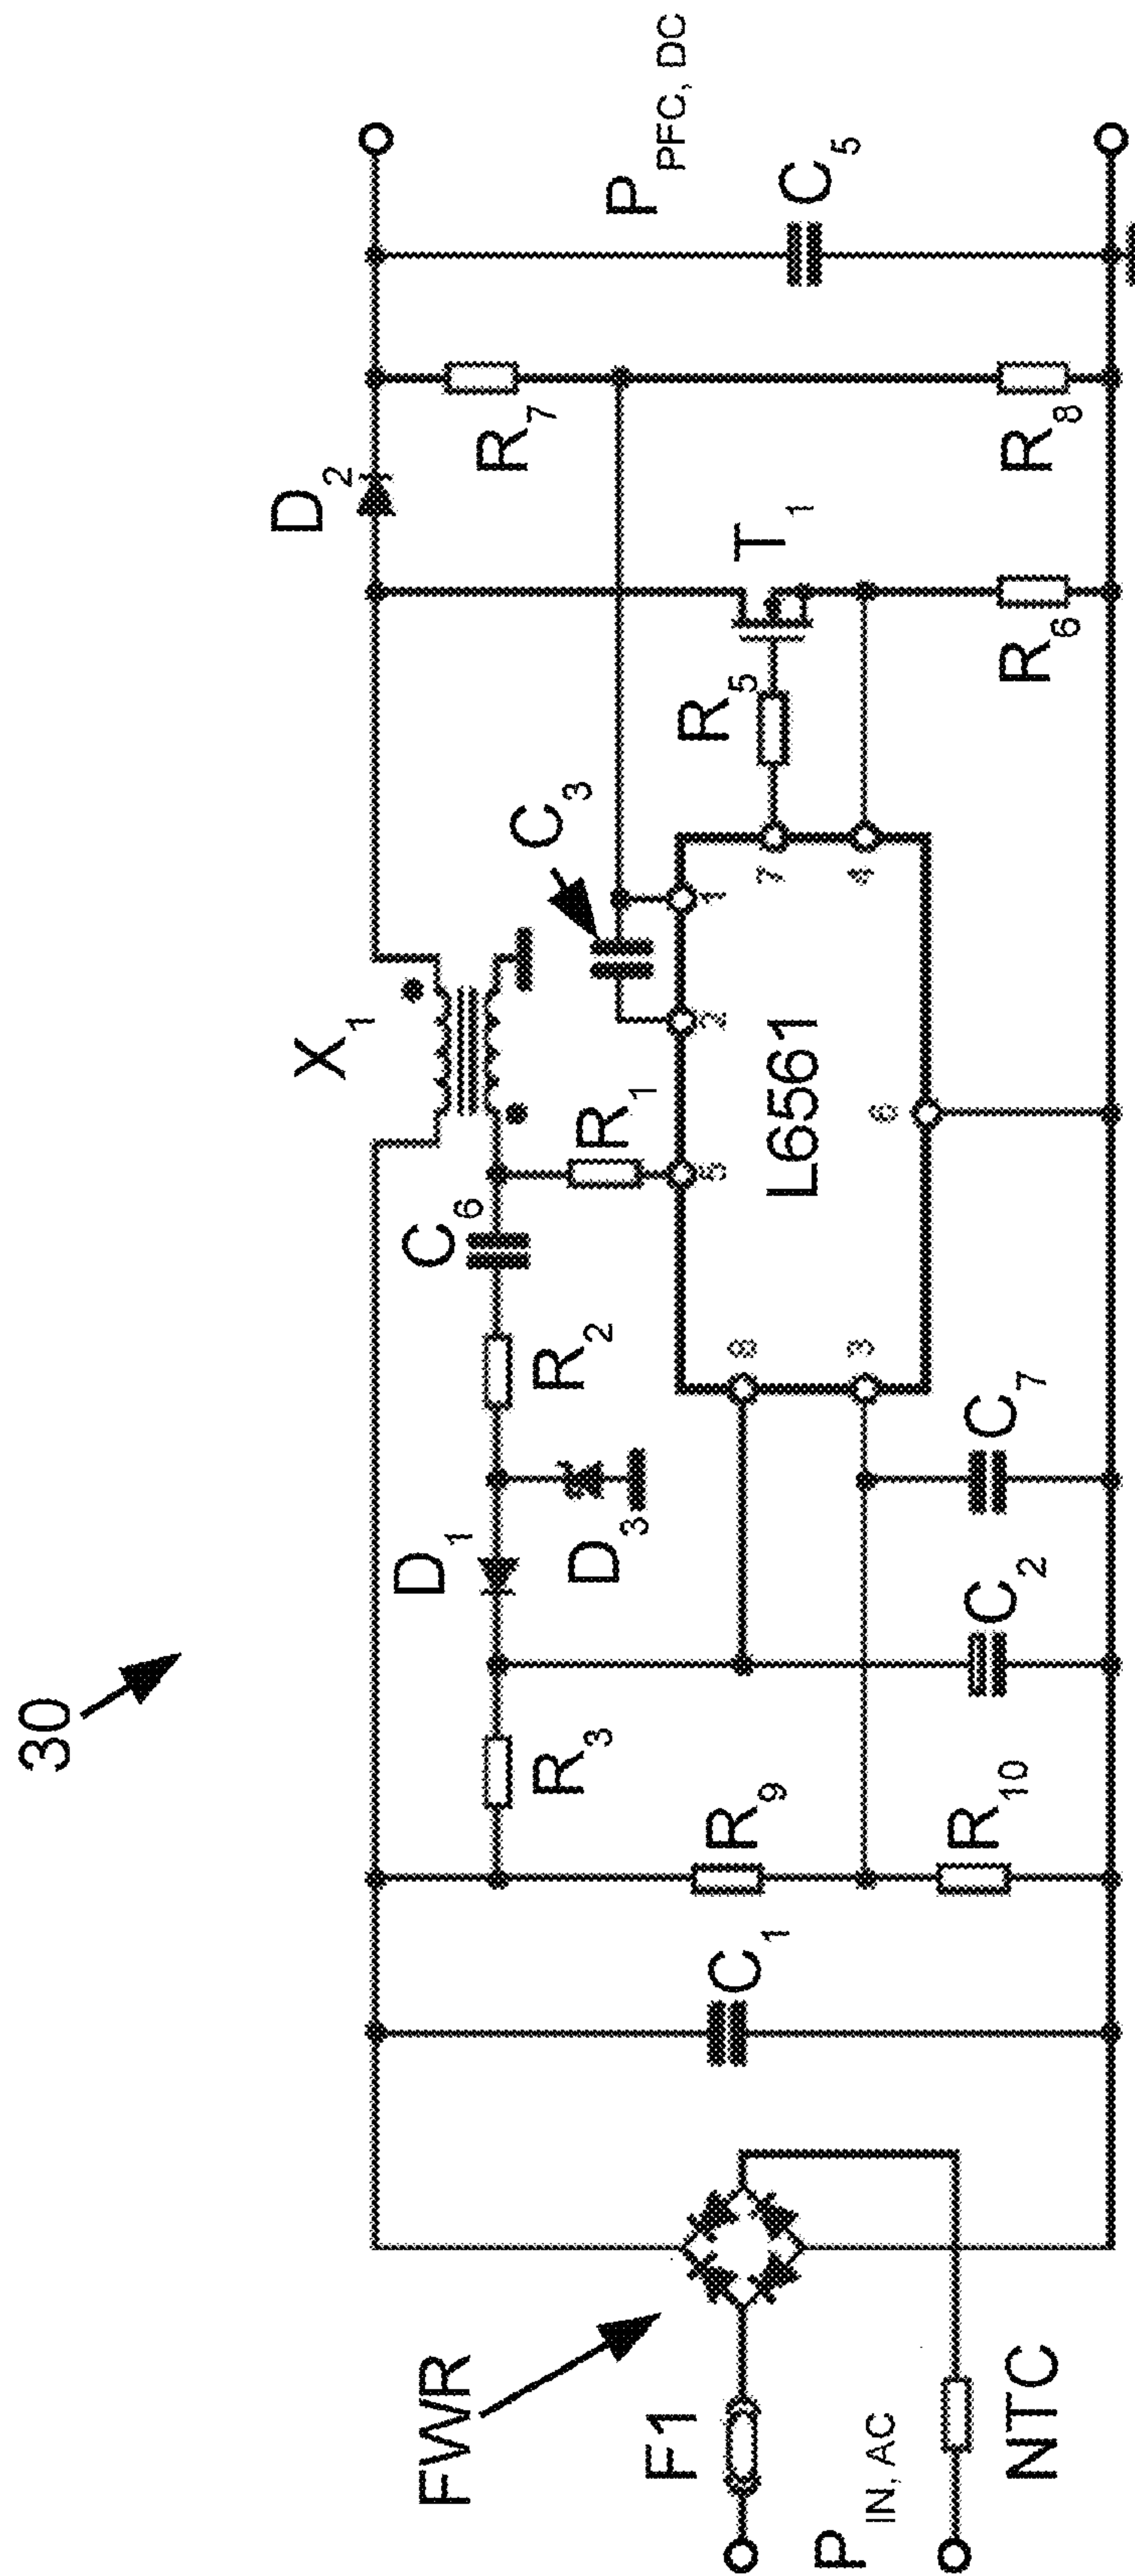 30
FWR
F1
P IN, AC
NTC
C1
R3
R9
R10
D1
D3
C2
C7
R2
C6
R1
X1
C3
L6561
8
3
5
2
1
7
4
6
R5
T1
R6
D2
R7
R8
P PFC, DC
C5